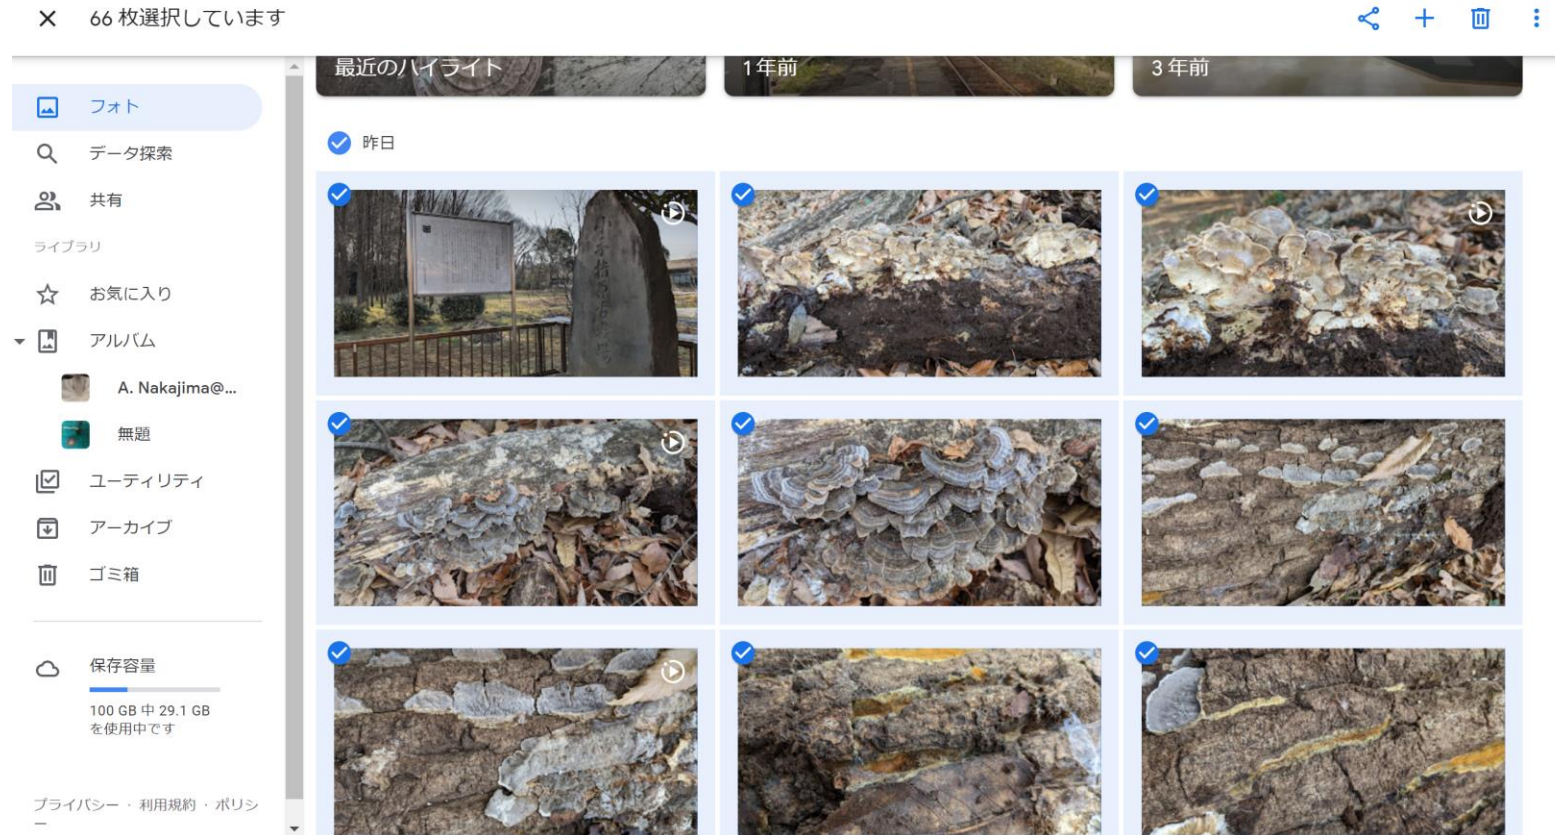 66 枚選択しています
フォト
データ探索
共有
ライブラリ
お気に入り
アルバム
A. Nakajima@...
無題
ユーティリティ
アーカイブ
ゴミ箱
保存容量
100 GB 中 29.1 GB
を使用中です
プライバシー · 利用規約 · ポリシ
ー
最近のハイライト
1 年前
3 年前
昨日